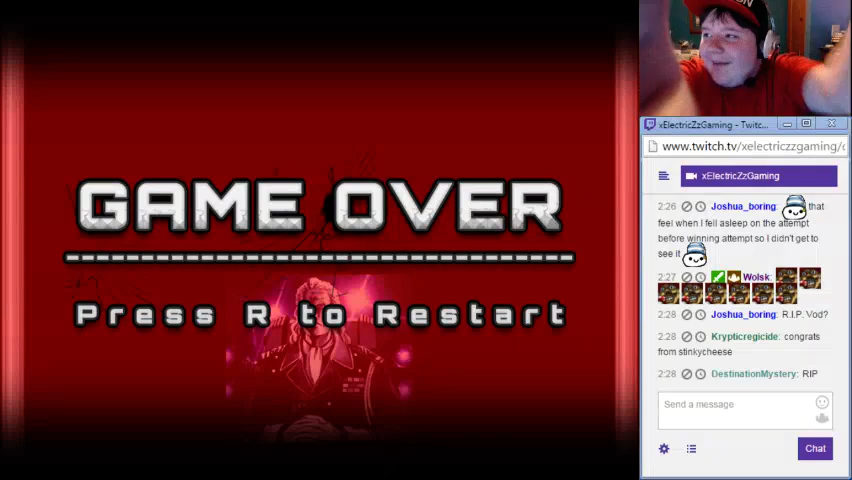 GAME OVER
Press R to Restart
xElectricZzGaming - Twitc...
www.twitch.tv/xelectriczzgaming/
xElectricZzGaming
2:26 Joshua_boring: that
feel when I fell asleep on the attempt
before winning attempt so I didn't get to
see it
2:27 Wolsk:
2:28 Joshua_boring: R.I.P. Vod?
2:28 Krypticregicide: congrats
from stinkycheese
2:28 DestinationMystery: RIP
Send a message
Chat